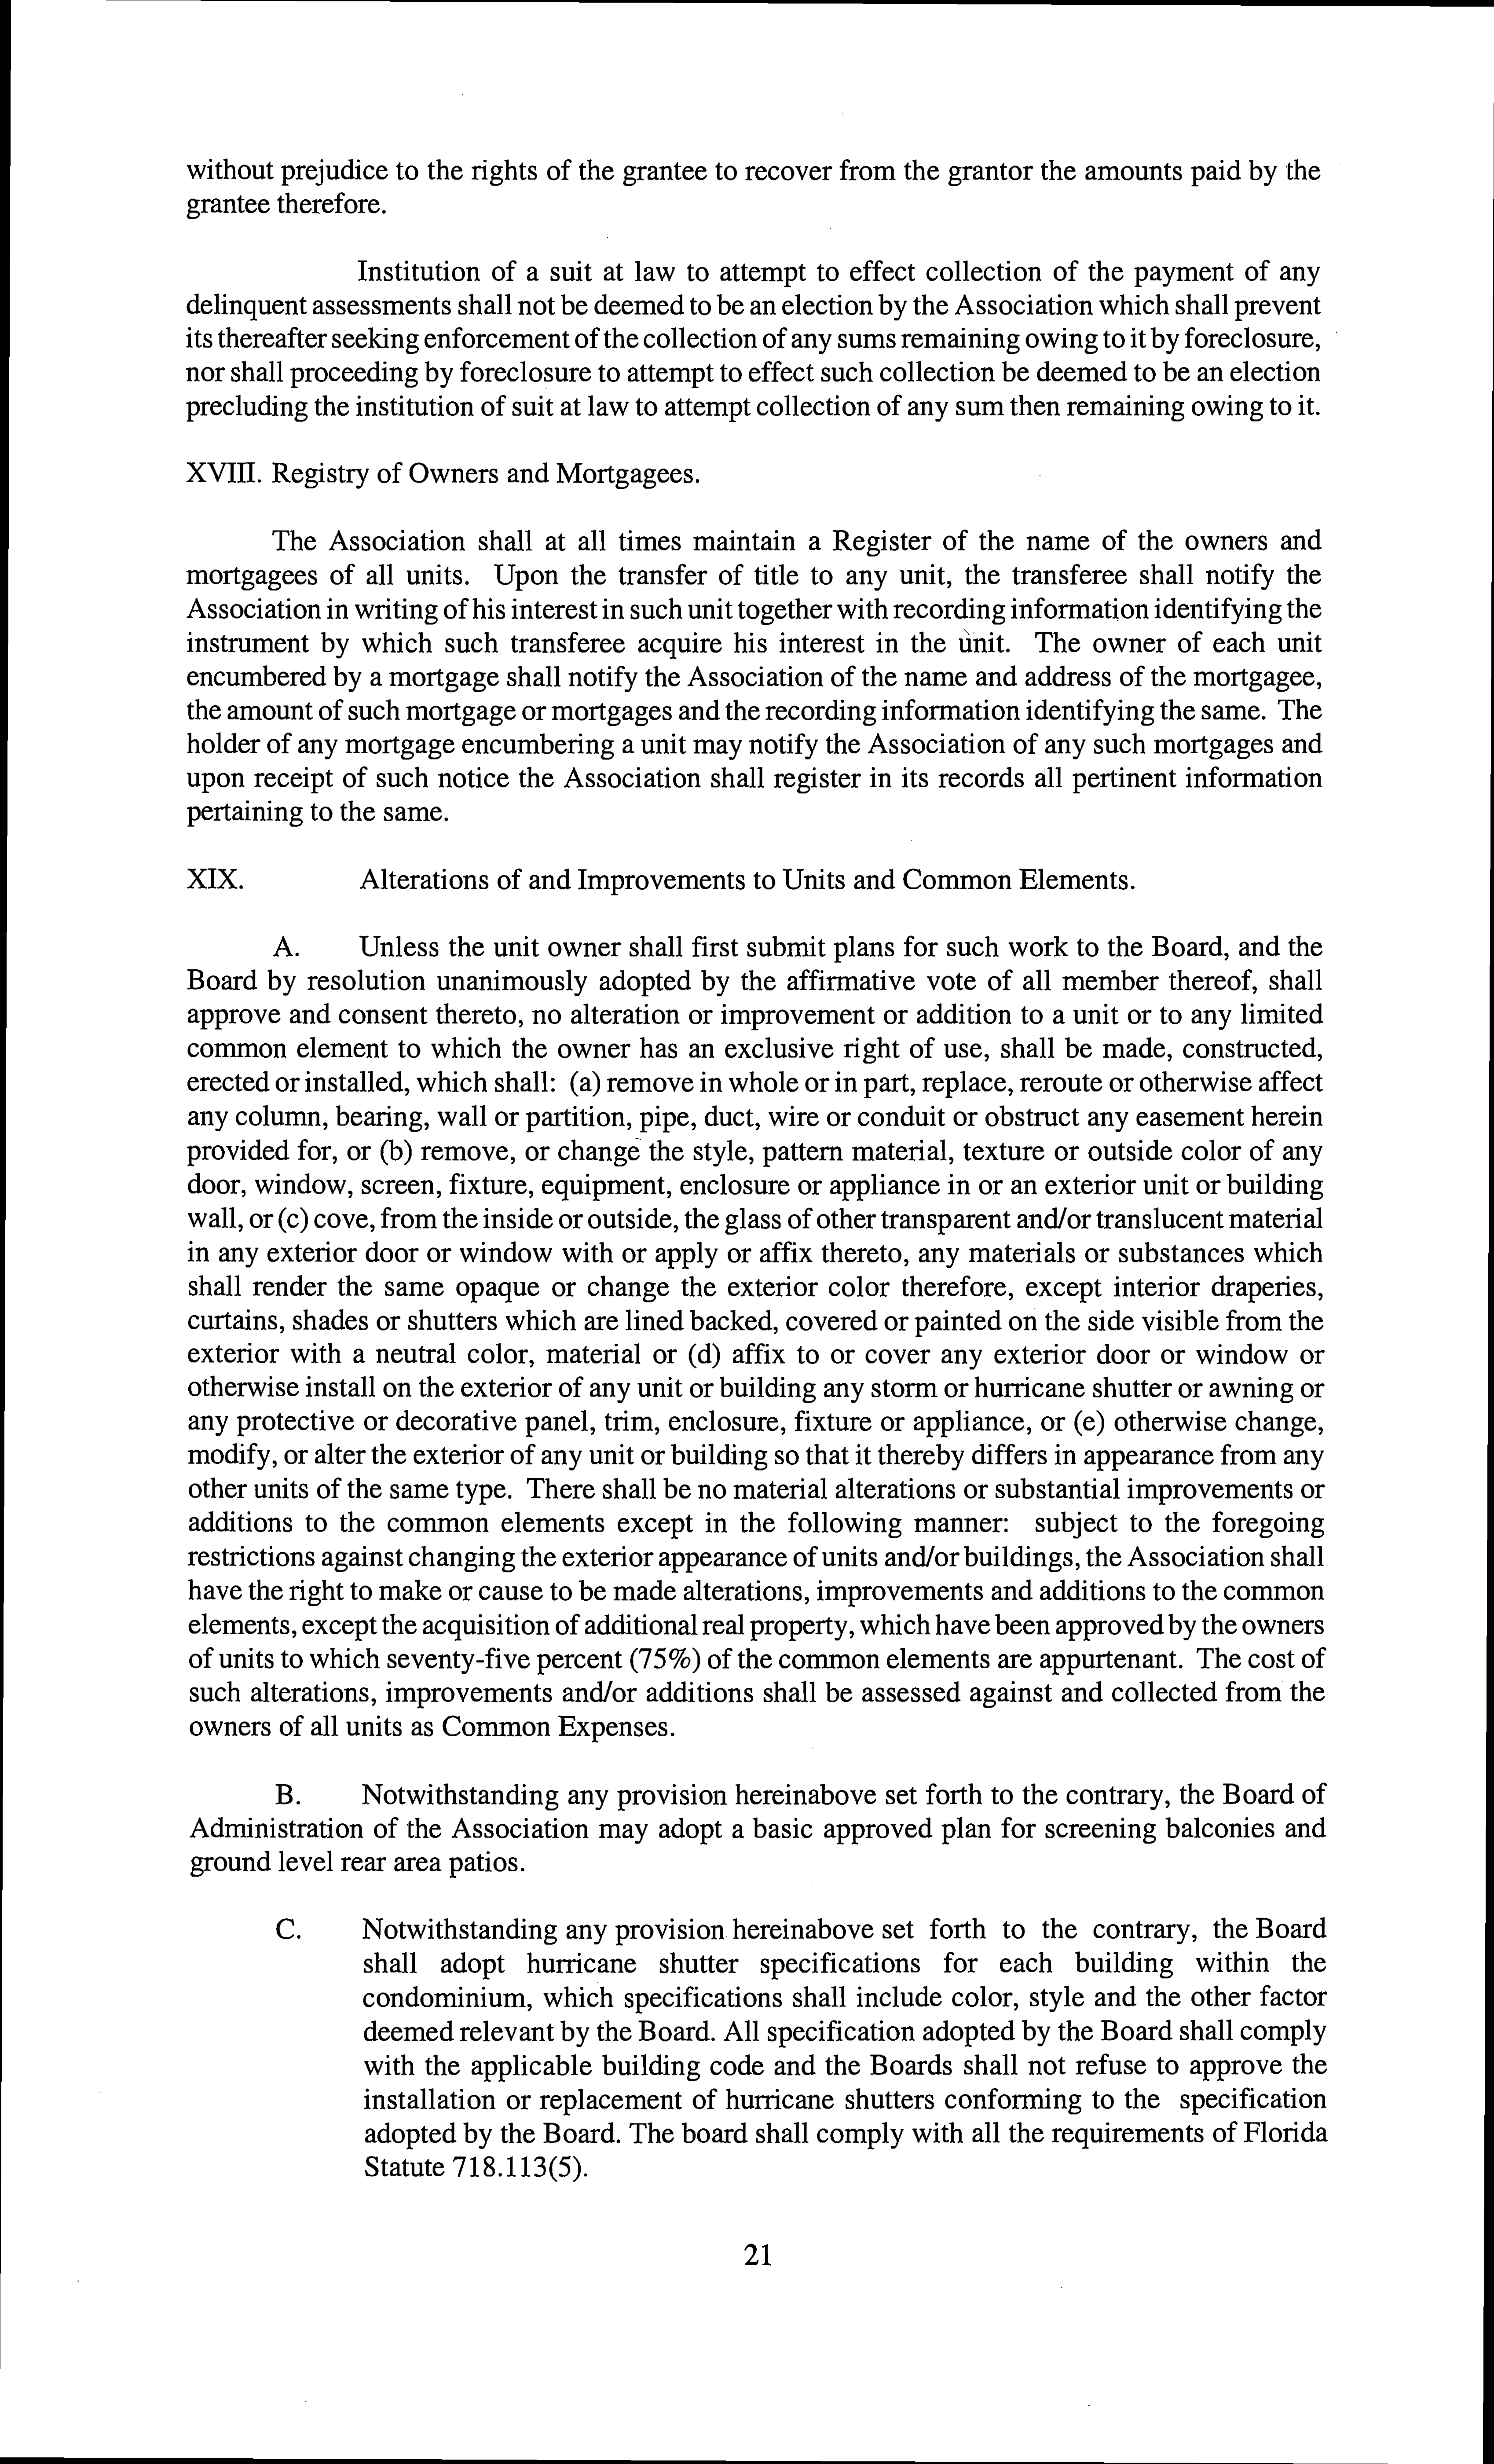 without prejudice to the rights of the grantee to recover from the grantor the amounts paid by the
grantee therefore.
Institution of a suit at law to attempt to effect collection of the payment of any
delinquent assessments shall not be deemed to be an election by the Association which shall prevent
its thereafter seeking enforcement of the collection of any sums remaining owing to it by foreclosure,
nor shall proceeding by foreclosure to attempt to effect such collection be deemed to be an election
precluding the institution of suit at law to attempt collection of any sum then remaining owing to it.
XVIII. Registry of Owners and Mortgagees.
The Association shall at all times maintain a Register of the name of the owners and
mortgagees of all units. Upon the transfer of title to any unit, the transferee shall notify the
Association in writing of his interest in such unit together with recording information identifying the
instrument by which such transferee acquire his interest in the unit. The owner of each unit
encumbered by a mortgage shall notify the Association of the name and address of the mortgagee,
the amount of such mortgage or mortgages and the recording information identifying the same. The
holder of any mortgage encumbering a unit may notify the Association of any such mortgages and
upon receipt of such notice the Association shall register in its records all pertinent information
pertaining to the same.
XIX. Alterations of and Improvements to Units and Common Elements.
A. Unless the unit owner shall first submit plans for such work to the Board, and the
Board by resolution unanimously adopted by the affirmative vote of all member thereof, shall
approve and consent thereto, no alteration or improvement or addition to a unit or to any limited
common element to which the owner has an exclusive right of use, shall be made, constructed,
erected or installed, which shall: (a) remove in whole or in part, replace, reroute or otherwise affect
any column, bearing, wall or partition, pipe, duct, wire or conduit or obstruct any easement herein
provided for, or (b) remove, or change the style, pattern material, texture or outside color of any
door, window, screen, fixture, equipment, enclosure or appliance in or an exterior unit or building
wall, or (c) cove, from the inside or outside, the glass of other transparent and/or translucent material
in any exterior door or window with or apply or affix thereto, any materials or substances which
shall render the same opaque or change the exterior color therefore, except interior draperies,
curtains, shades or shutters which are lined backed, covered or painted on the side visible from the
exterior with a neutral color, material or (d) affix to or cover any exterior door or window or
otherwise install on the exterior of any unit or building any storm or hurricane shutter or awning or
any protective or decorative panel, trim, enclosure, fixture or appliance, or (e) otherwise change,
modify, or alter the exterior of any unit or building so that it thereby differs in appearance from any
other units of the same type. There shall be no material alterations or substantial improvements or
additions to the common elements except in the following manner: subject to the foregoing
restrictions against changing the exterior appearance of units and/or buildings, the Association shall
have the right to make or cause to be made alterations, improvements and additions to the common
elements, except the acquisition of additional real property, which have been approved by the owners
of units to which seventy-five percent (75%) of the common elements are appurtenant. The cost of
such alterations, improvements and/or additions shall be assessed against and collected from the
owners of all units as Common Expenses.
B. Notwithstanding any provision hereinabove set forth to the contrary, the Board of
Administration of the Association may adopt a basic approved plan for screening balconies and
ground level rear area patios.
C. Notwithstanding any provision hereinabove set forth to the contrary, the Board
shall adopt hurricane shutter specifications for each building within the
condominium, which specifications shall include color, style and the other factor
deemed relevant by the Board. All specification adopted by the Board shall comply
with the applicable building code and the Boards shall not refuse to approve the
installation or replacement of hurricane shutters conforming to the specification
adopted by the Board. The board shall comply with all the requirements of Florida
Statute 718.113(5).
21